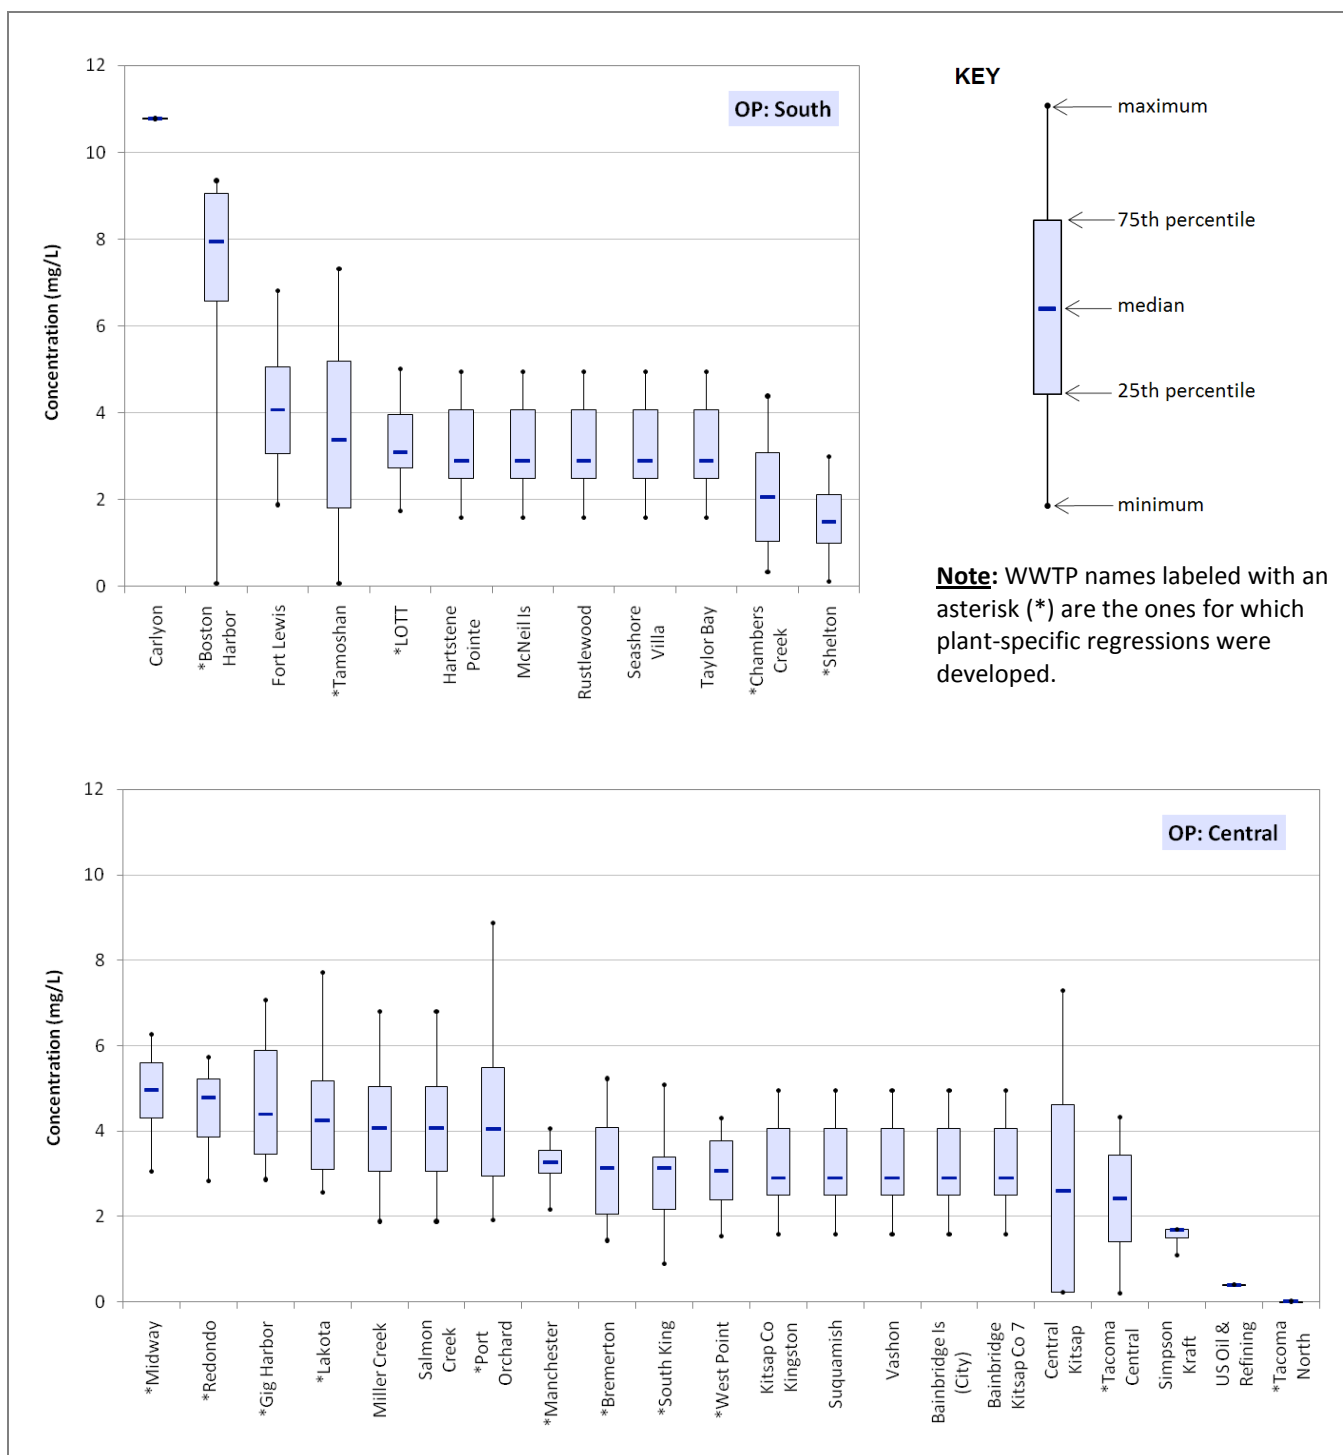 12
10
8
6
4
2
0
Concentration (mg/L)
OP: South
Carlyon
*Boston
Harbor
Fort Lewis
*Tamoshan
*LOTT
Hartstene
Pointe
McNeil Is
Rustlewood
Seashore
Villa
Taylor Bay
*Chambers
Creek
*Shelton
KEY
maximum
75th percentile
median
25th percentile
minimum
Note: WWTP names labeled with an
asterisk (*) are the ones for which
plant-specific regressions were
developed.
12
10
8
6
4
2
0
Concentration (mg/L)
OP: Central
*Midway
*Redondo
*Gig Harbor
*Lakota
Miller Creek
Salmon
Creek
*Port
Orchard
*Manchester
*Bremerton
*South King
*West Point
Kitsap Co
Kingston
Suquamish
Vashon
Bainbridge Is
(City)
Bainbridge
Kitsap Co 7
Central
Kitsap
*Tacoma
Central
Simpson
Kraft
US Oil &
Refining
*Tacoma
North